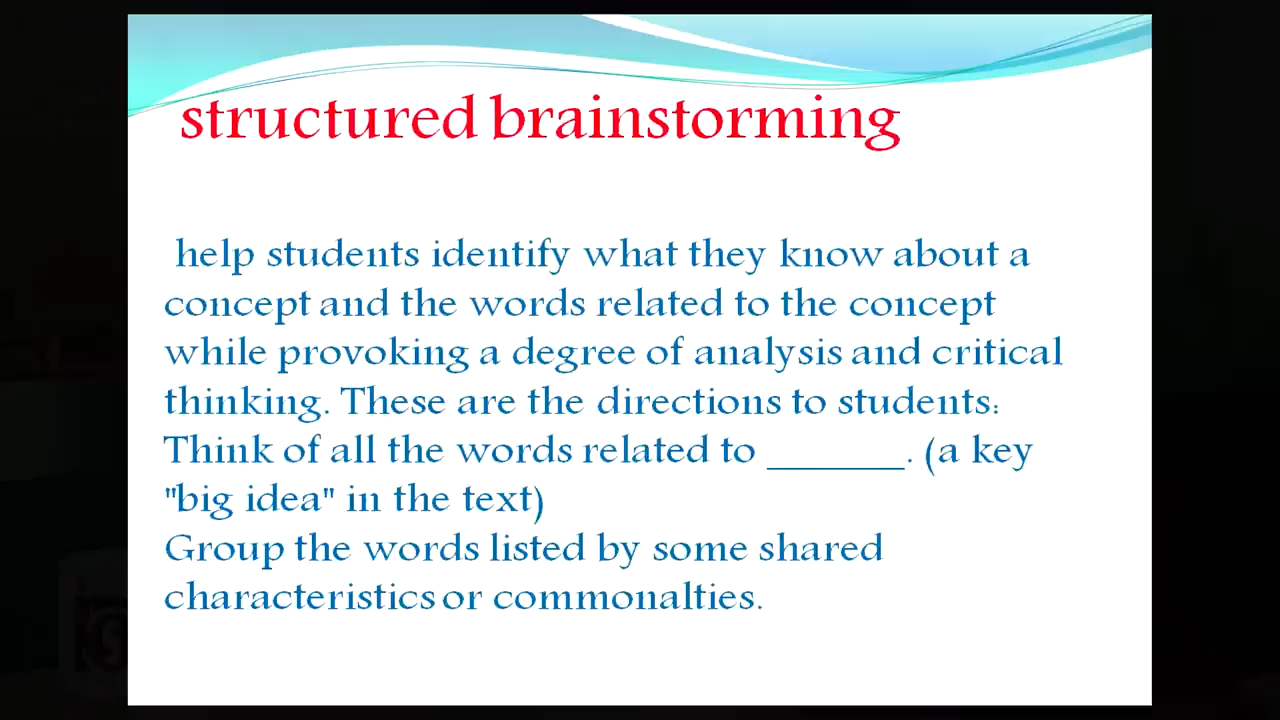 structured brainstorming
help students identify what they know about a
concept and the words related to the concept
while provoking a degree of analysis and critical
thinking. These are the directions to students:
Think of all the words related to _______. (a key
"big idea" in the text)
Group the words listed by some shared
characteristics or commonalties.